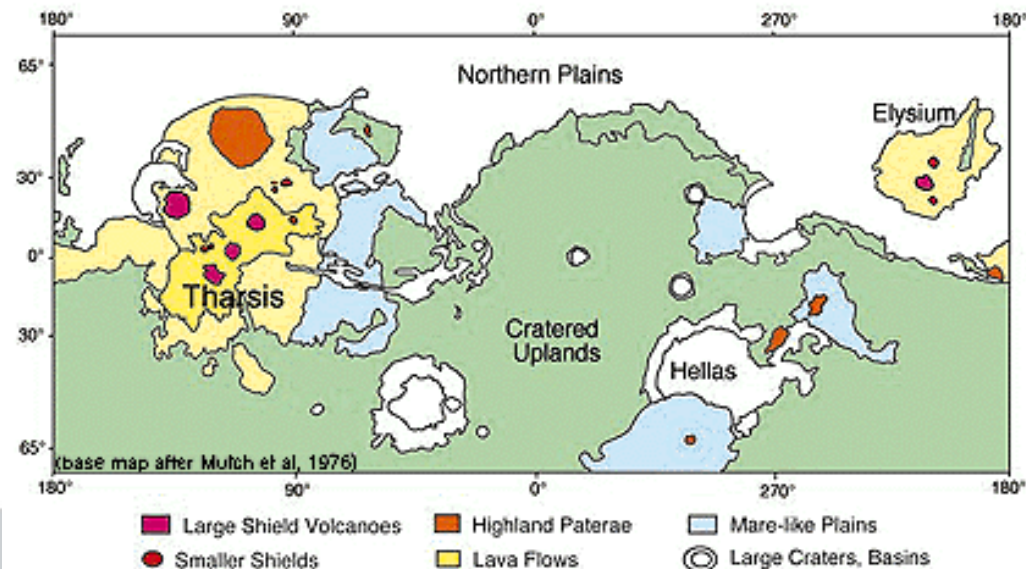 180° 90° 0° 270° 180°
65°
Northern Plains
Elysium
30°
0°
Tharsis
30°
Cratered
Uplands
Hellas
65°
(base map after Mutch et al, 1976)
180° 90° 0° 270° 180°
Large Shield Volcanoes Highland Paterae Mare-like Plains
Smaller Shields Lava Flows Large Craters, Basins